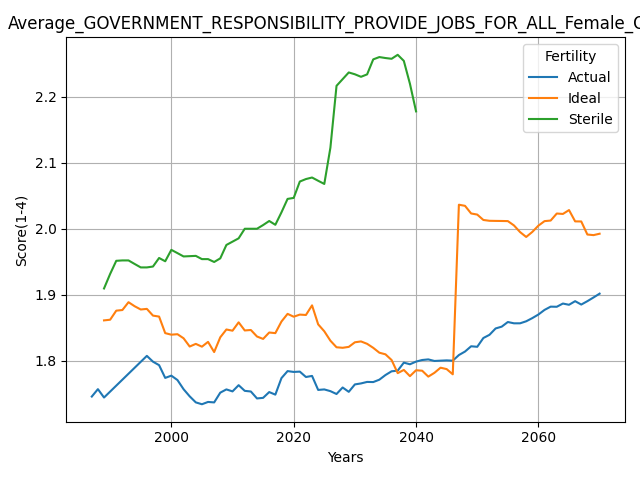 Average_GOVERNMENT_RESPONSIBILITY_PROVIDE_JOBS_FOR_ALL_Female_
Fertility
Actual
Ideal
Sterile
2.2
2.1
2.0
1.9
1.8
Score(1-4)
2000 2020 2040 2060
Years